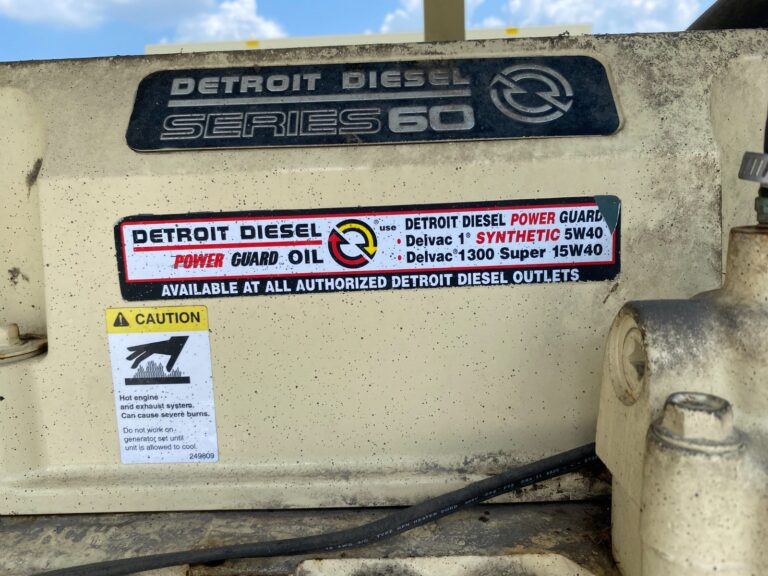 DETROIT DIESEL
SERIES 60
DETROIT DIESEL
POWER GUARD OIL
® use
DETROIT DIESEL POWER GUARD
• Delvac 1® SYNTHETIC 5W40
• Delvac® 1300 Super 15W40
AVAILABLE AT ALL AUTHORIZED DETROIT DIESEL OUTLETS
CAUTION
Hot engine
and exhaust system.
Can cause severe burns.
Do not work on
generator set until
unit is allowed to cool.
249809
HEATER CORD